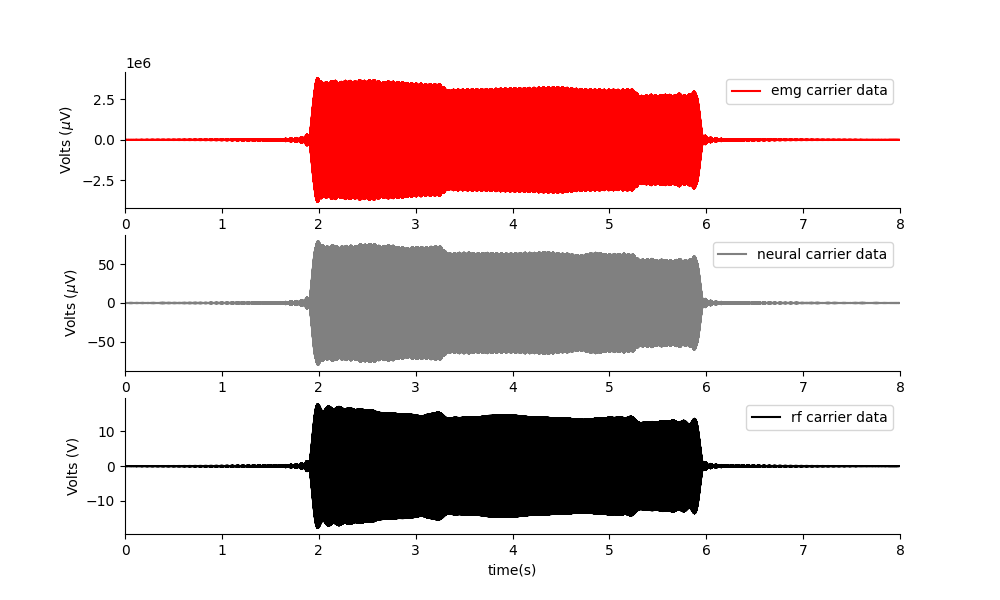 1e6
Volts (μV)
2.5
0.0
−2.5
emg carrier data
0 1 2 3 4 5 6 7 8
Volts (μV)
50
0
−50
neural carrier data
0 1 2 3 4 5 6 7 8
Volts (V)
10
0
−10
rf carrier data
0 1 2 3 4 5 6 7 8
time(s)